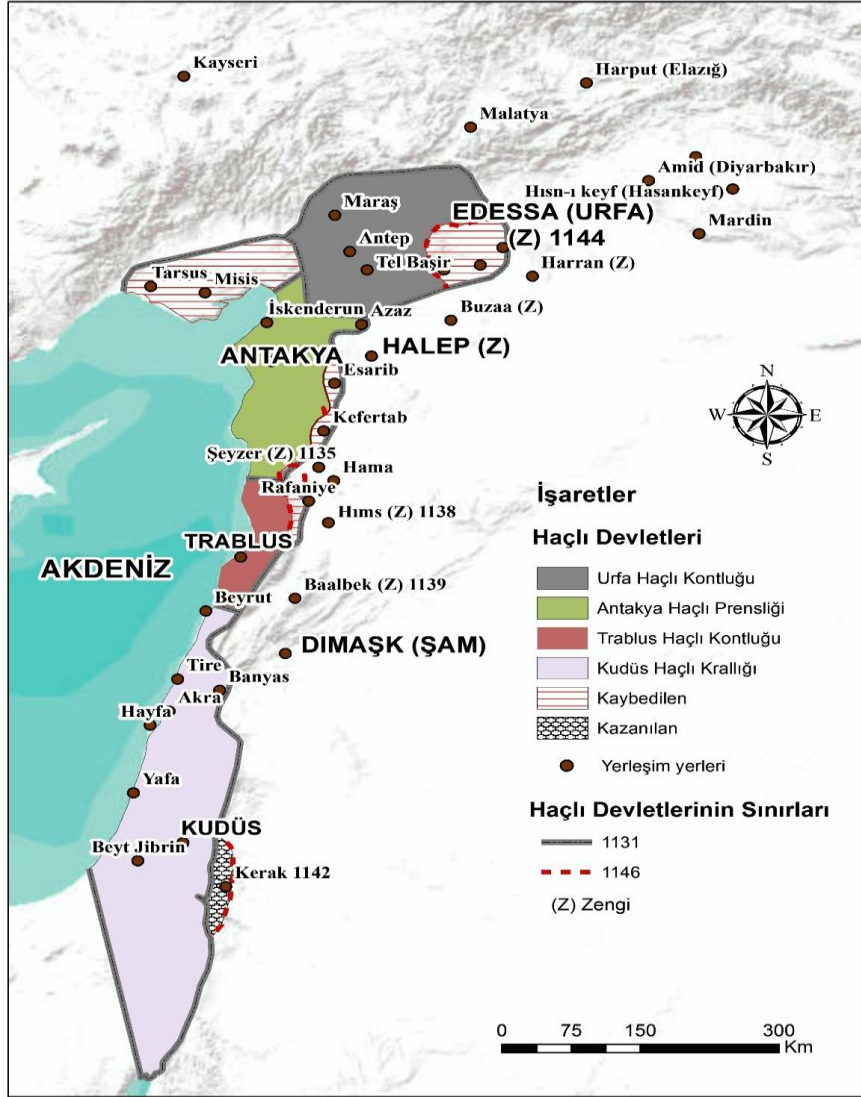 Kayseri
Harput (Elazığ)
Malatya
Amid (Diyarbakır)
Hısn-ı keyf (Hasankeyf)
Maraş
EDESSA (URFA)
(Z) 1144
Mardin
Antep
Tel Başir
Harran (Z)
Tarsus
Misis
İskenderun
Azaz
Buzaa (Z)
ANTAKYA
HALEP (Z)
Esarib
Kefertab
N
W
E
S
Şeyzer (Z) 1135
Hama
Rafaniye
Hıms (Z) 1138
TRABLUS
AKDENİZ
Baalbek (Z) 1139
Beyrut
DIMAŞK (ŞAM)
Tire
Banyas
Akra
Hayfa
Yafa
KUDÜS
Beyt Jibrin
Kerak 1142
İşaretler
Haçlı Devletleri
Urfa Haçlı Kontluğu
Antakya Haçlı Prensliği
Trablus Haçlı Kontluğu
Kudüs Haçlı Krallığı
Kaybedilen
Kazanılan
Yerleşim yerleri
Haçlı Devletlerinin Sınırları
1131
1146
(Z) Zengi
0 75 150 300
Km